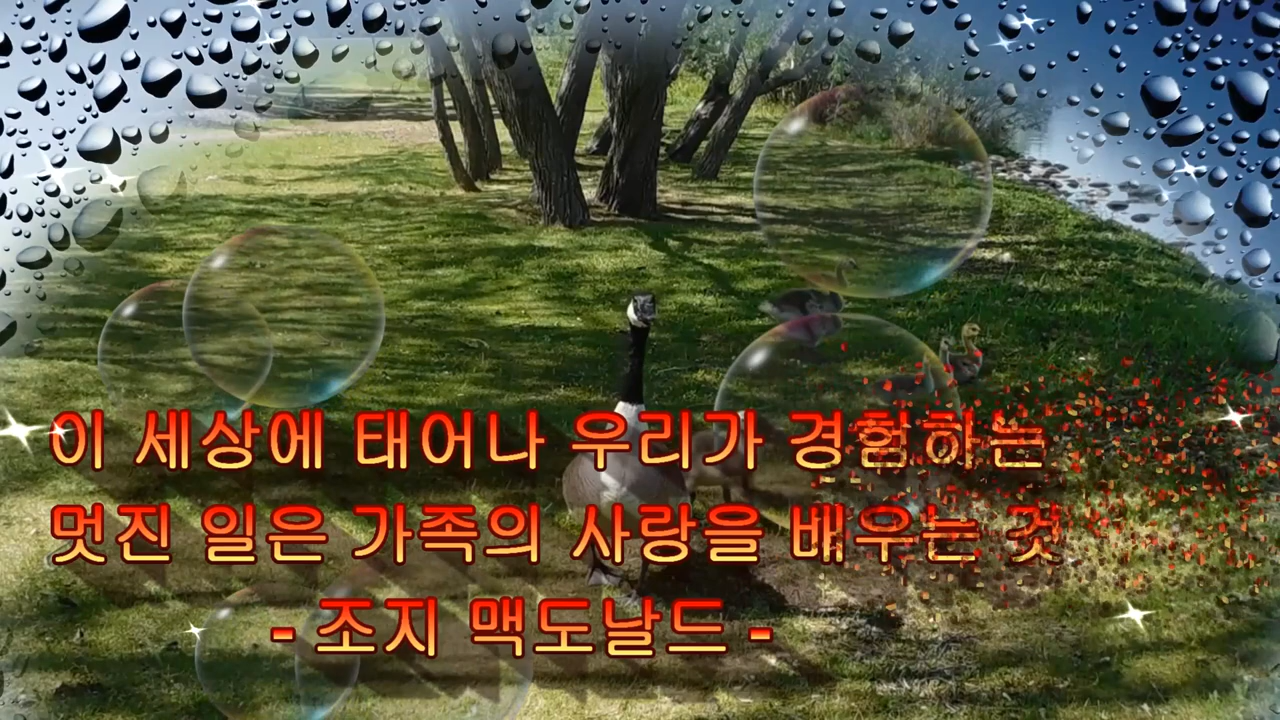 이 세상에 태어나 우리가 경험하는
멋진 일은 가족의 사랑을 배우는 것
- 조지 맥도날드 -